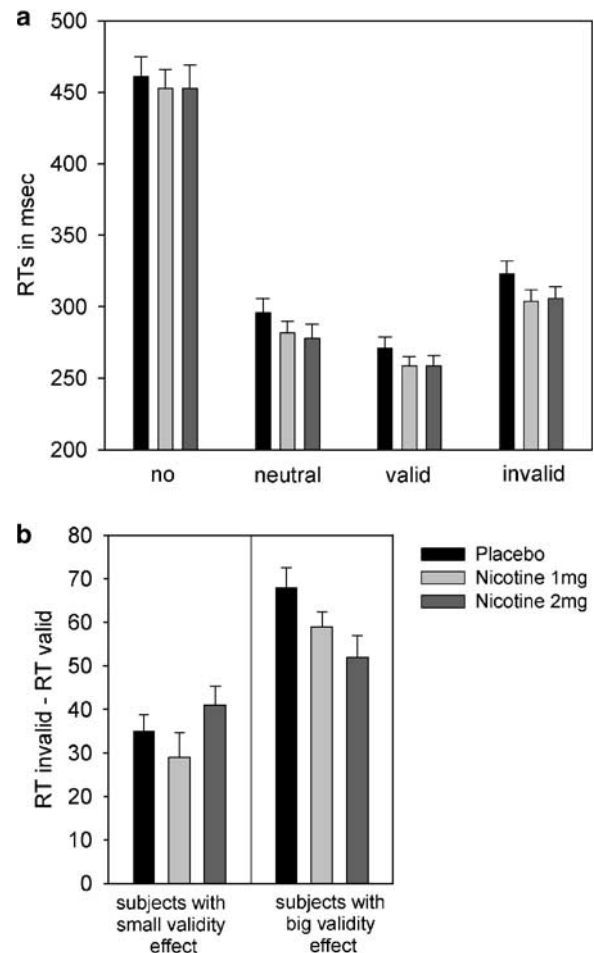 a
RTs in msec
500
450
400
350
300
250
200
no neutral valid invalid
b
RT invalid - RT valid
80
70
60
50
40
30
20
10
0
subjects with
small validity
effect
subjects with
big validity
effect
Placebo
Nicotine 1mg
Nicotine 2mg